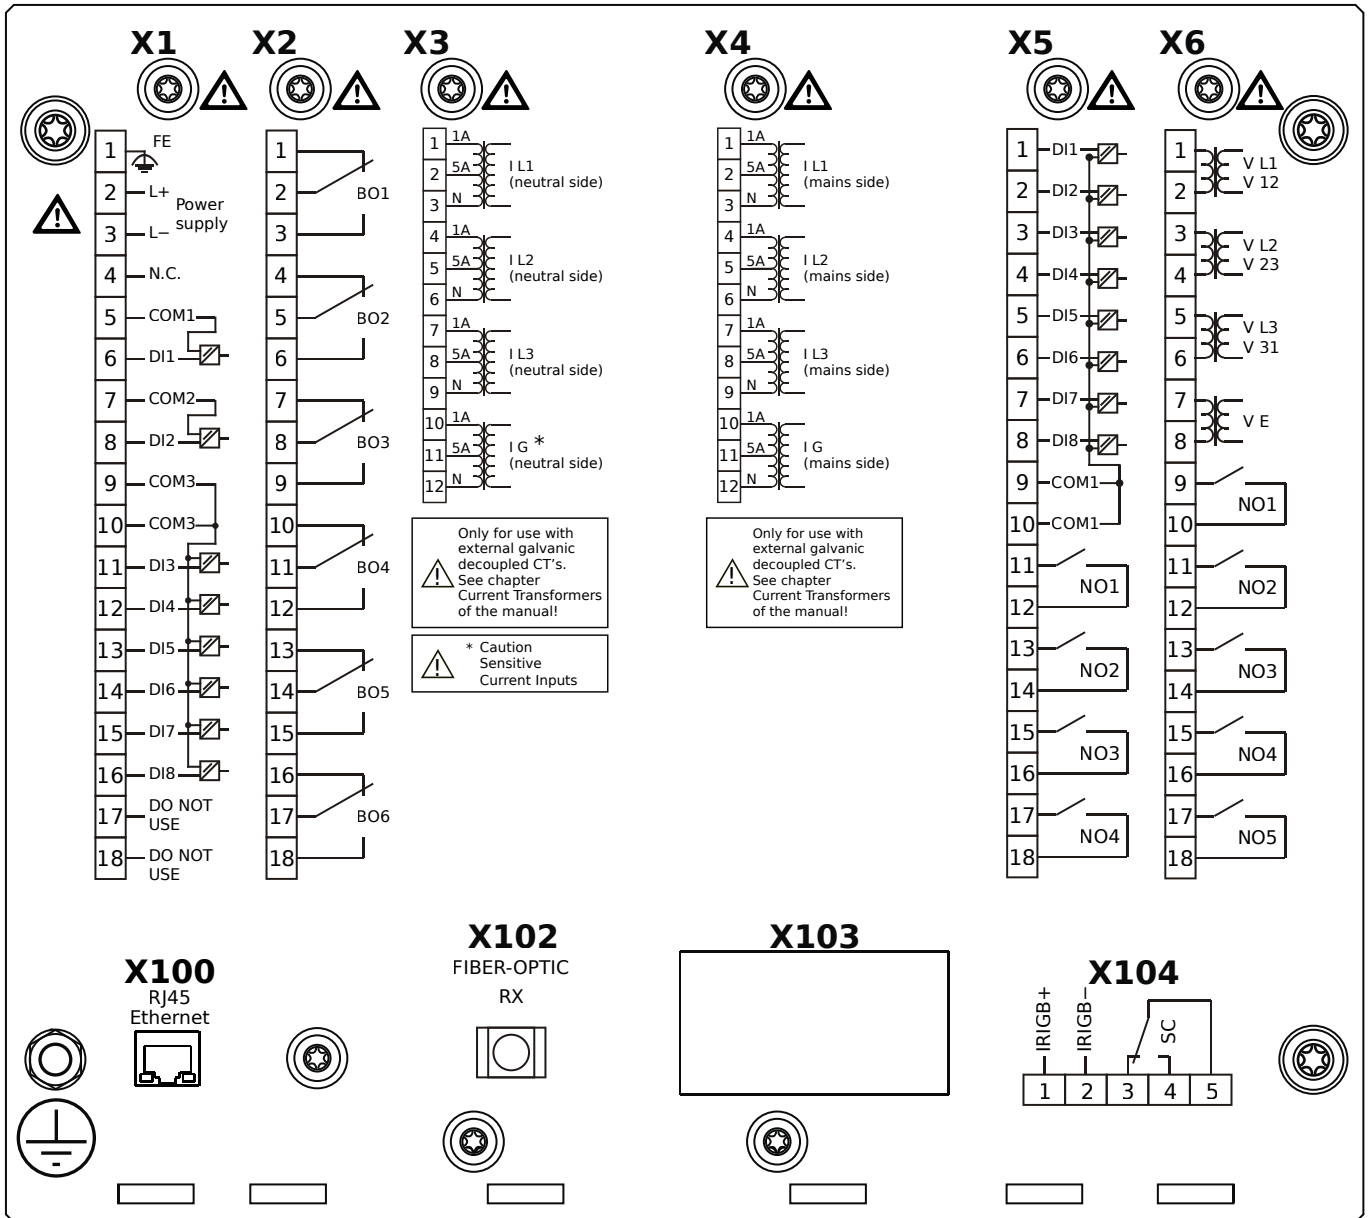 X1
X2
X3
X4
X5
X6
1
FE
2
L+
Power
supply
3
L−
4
N.C.
5
COM1
6
DI1
7
COM2
8
DI2
9
COM3
10
COM3
11
DI3
12
DI4
13
DI5
14
DI6
15
DI7
16
DI8
17
DO NOT
USE
18
DO NOT
USE
1
2
BO1
3
4
5
BO2
6
7
8
BO3
9
10
11
BO4
12
13
14
BO5
15
16
17
BO6
18
1
1A
2
5A
I L1
(neutral side)
3
N
4
1A
5
5A
I L2
(neutral side)
6
N
7
1A
8
5A
I L3
(neutral side)
9
N
10
1A
11
5A
I G *
(neutral side)
12
N
Only for use with
external galvanic
decoupled CT's.
See chapter
Current Transformers
of the manual!
* Caution
Sensitive
Current Inputs
1
1A
2
5A
I L1
(mains side)
3
N
4
1A
5
5A
I L2
(mains side)
6
N
7
1A
8
5A
I L3
(mains side)
9
N
10
1A
11
5A
I G
(mains side)
12
N
Only for use with
external galvanic
decoupled CT's.
See chapter
Current Transformers
of the manual!
1
DI1
2
DI2
3
DI3
4
DI4
5
DI5
6
DI6
7
DI7
8
DI8
9
COM1
10
COM1
11
NO1
12
13
NO2
14
15
NO3
16
17
NO4
18
1
V L1
V 12
2
3
V L2
V 23
4
5
V L3
V 31
6
7
V E
8
9
NO1
10
11
NO2
12
13
NO3
14
15
NO4
16
17
NO5
18
X100
RJ45
Ethernet
X102
FIBER-OPTIC
RX
X103
X104
IRIGB+
IRIGB−
SC
1 2 3 4 5